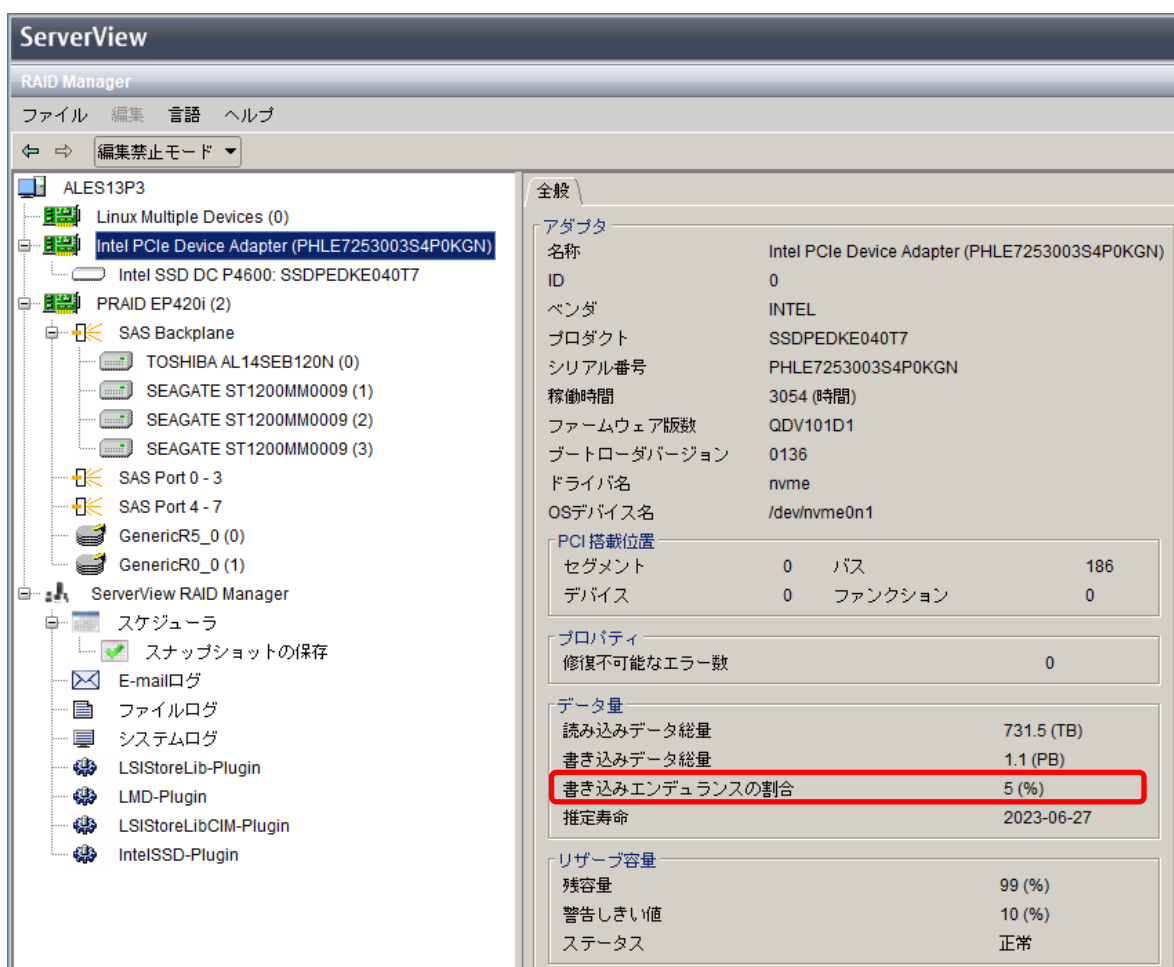 ServerView
RAID Manager
ファイル 編集 言語 ヘルプ
編集禁止モード
ALES13P3
Linux Multiple Devices (0)
Intel PCIe Device Adapter (PHLE7253003S4P0KGN)
Intel SSD DC P4600: SSDPEDKE040T7
PRAID EP420i (2)
SAS Backplane
TOSHIBA AL14SEB120N (0)
SEAGATE ST1200MM0009 (1)
SEAGATE ST1200MM0009 (2)
SEAGATE ST1200MM0009 (3)
SAS Port 0 - 3
SAS Port 4 - 7
GenericR5_0 (0)
GenericR0_0 (1)
ServerView RAID Manager
スケジューラ
スナップショットの保存
E-mailログ
ファイルログ
システムログ
LSIStoreLib-Plugin
LMD-Plugin
LSIStoreLibCIM-Plugin
IntelSSD-Plugin
全般
アダプタ
名称 Intel PCIe Device Adapter (PHLE7253003S4P0KGN)
ID 0
ベンダ INTEL
プロダクト SSDPEDKE040T7
シリアル番号 PHLE7253003S4P0KGN
稼働時間 3054 (時間)
ファームウェア版数 QDV101D1
ブートローダバージョン 0136
ドライバ名 nvme
OSデバイス名 /dev/nvme0n1
PCI 搭載位置
セグメント 0 バス 186
デバイス 0 ファンクション 0
プロパティ
修復不可能なエラー数 0
データ量
読み込みデータ総量 731.5 (TB)
書き込みデータ総量 1.1 (PB)
書き込みエンデュランスの割合 5 (%)
推定寿命 2023-06-27
リザーブ容量
残容量 99 (%)
警告しきい値 10 (%)
ステータス 正常